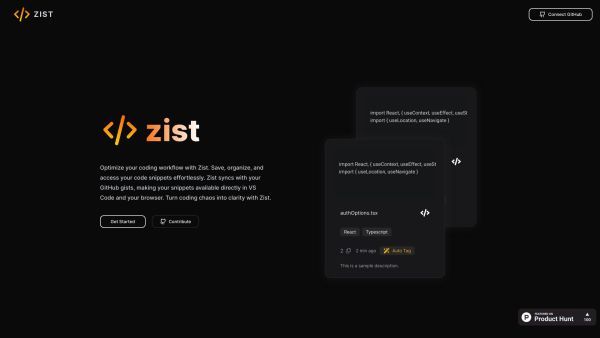 </> ZIST
Connect GitHub
</> zist
Optimize your coding workflow with Zist. Save, organize, and
access your code snippets effortlessly. Zist syncs with your
GitHub gists, making your snippets available directly in VS
Code and your browser. Turn coding chaos into clarity with Zist.
Get Started
Contribute
import React, { useContext, useEffect, useSt
import { useLocation, useNavigate }
</>
import React, { useContext, useEffect, useSt
import { useLocation, useNavigate }
authOptions.tsx
</>
React
Typescript
2
2 min ago
Auto Tag
This is a sample description.
P
FEATURED ON
Product Hunt
▲
100